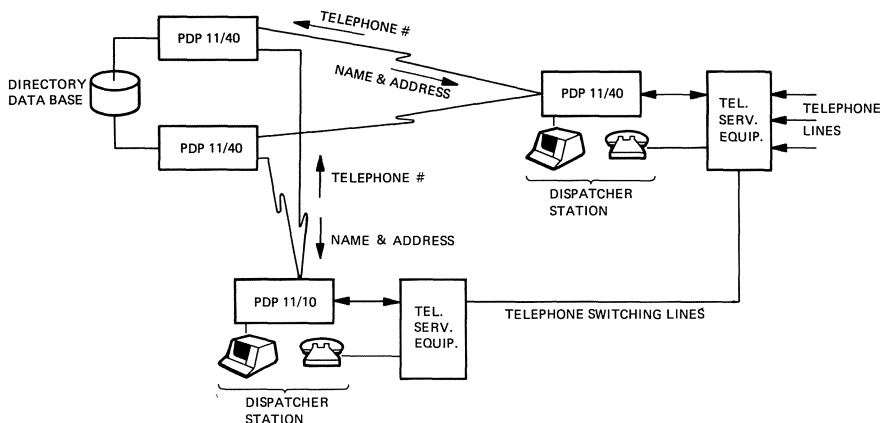 TELEPHONE #
PDP 11/40
NAME & ADDRESS
DIRECTORY
DATA BASE
PDP 11/40
TEL.
SERV.
EQUIP.
TELEPHONE
LINES
PDP 11/40
TELEPHONE #
DISPATCHER
STATION
NAME & ADDRESS
PDP 11/10
TEL.
SERV.
EQUIP.
TELEPHONE SWITCHING LINES
DISPATCHER
STATION